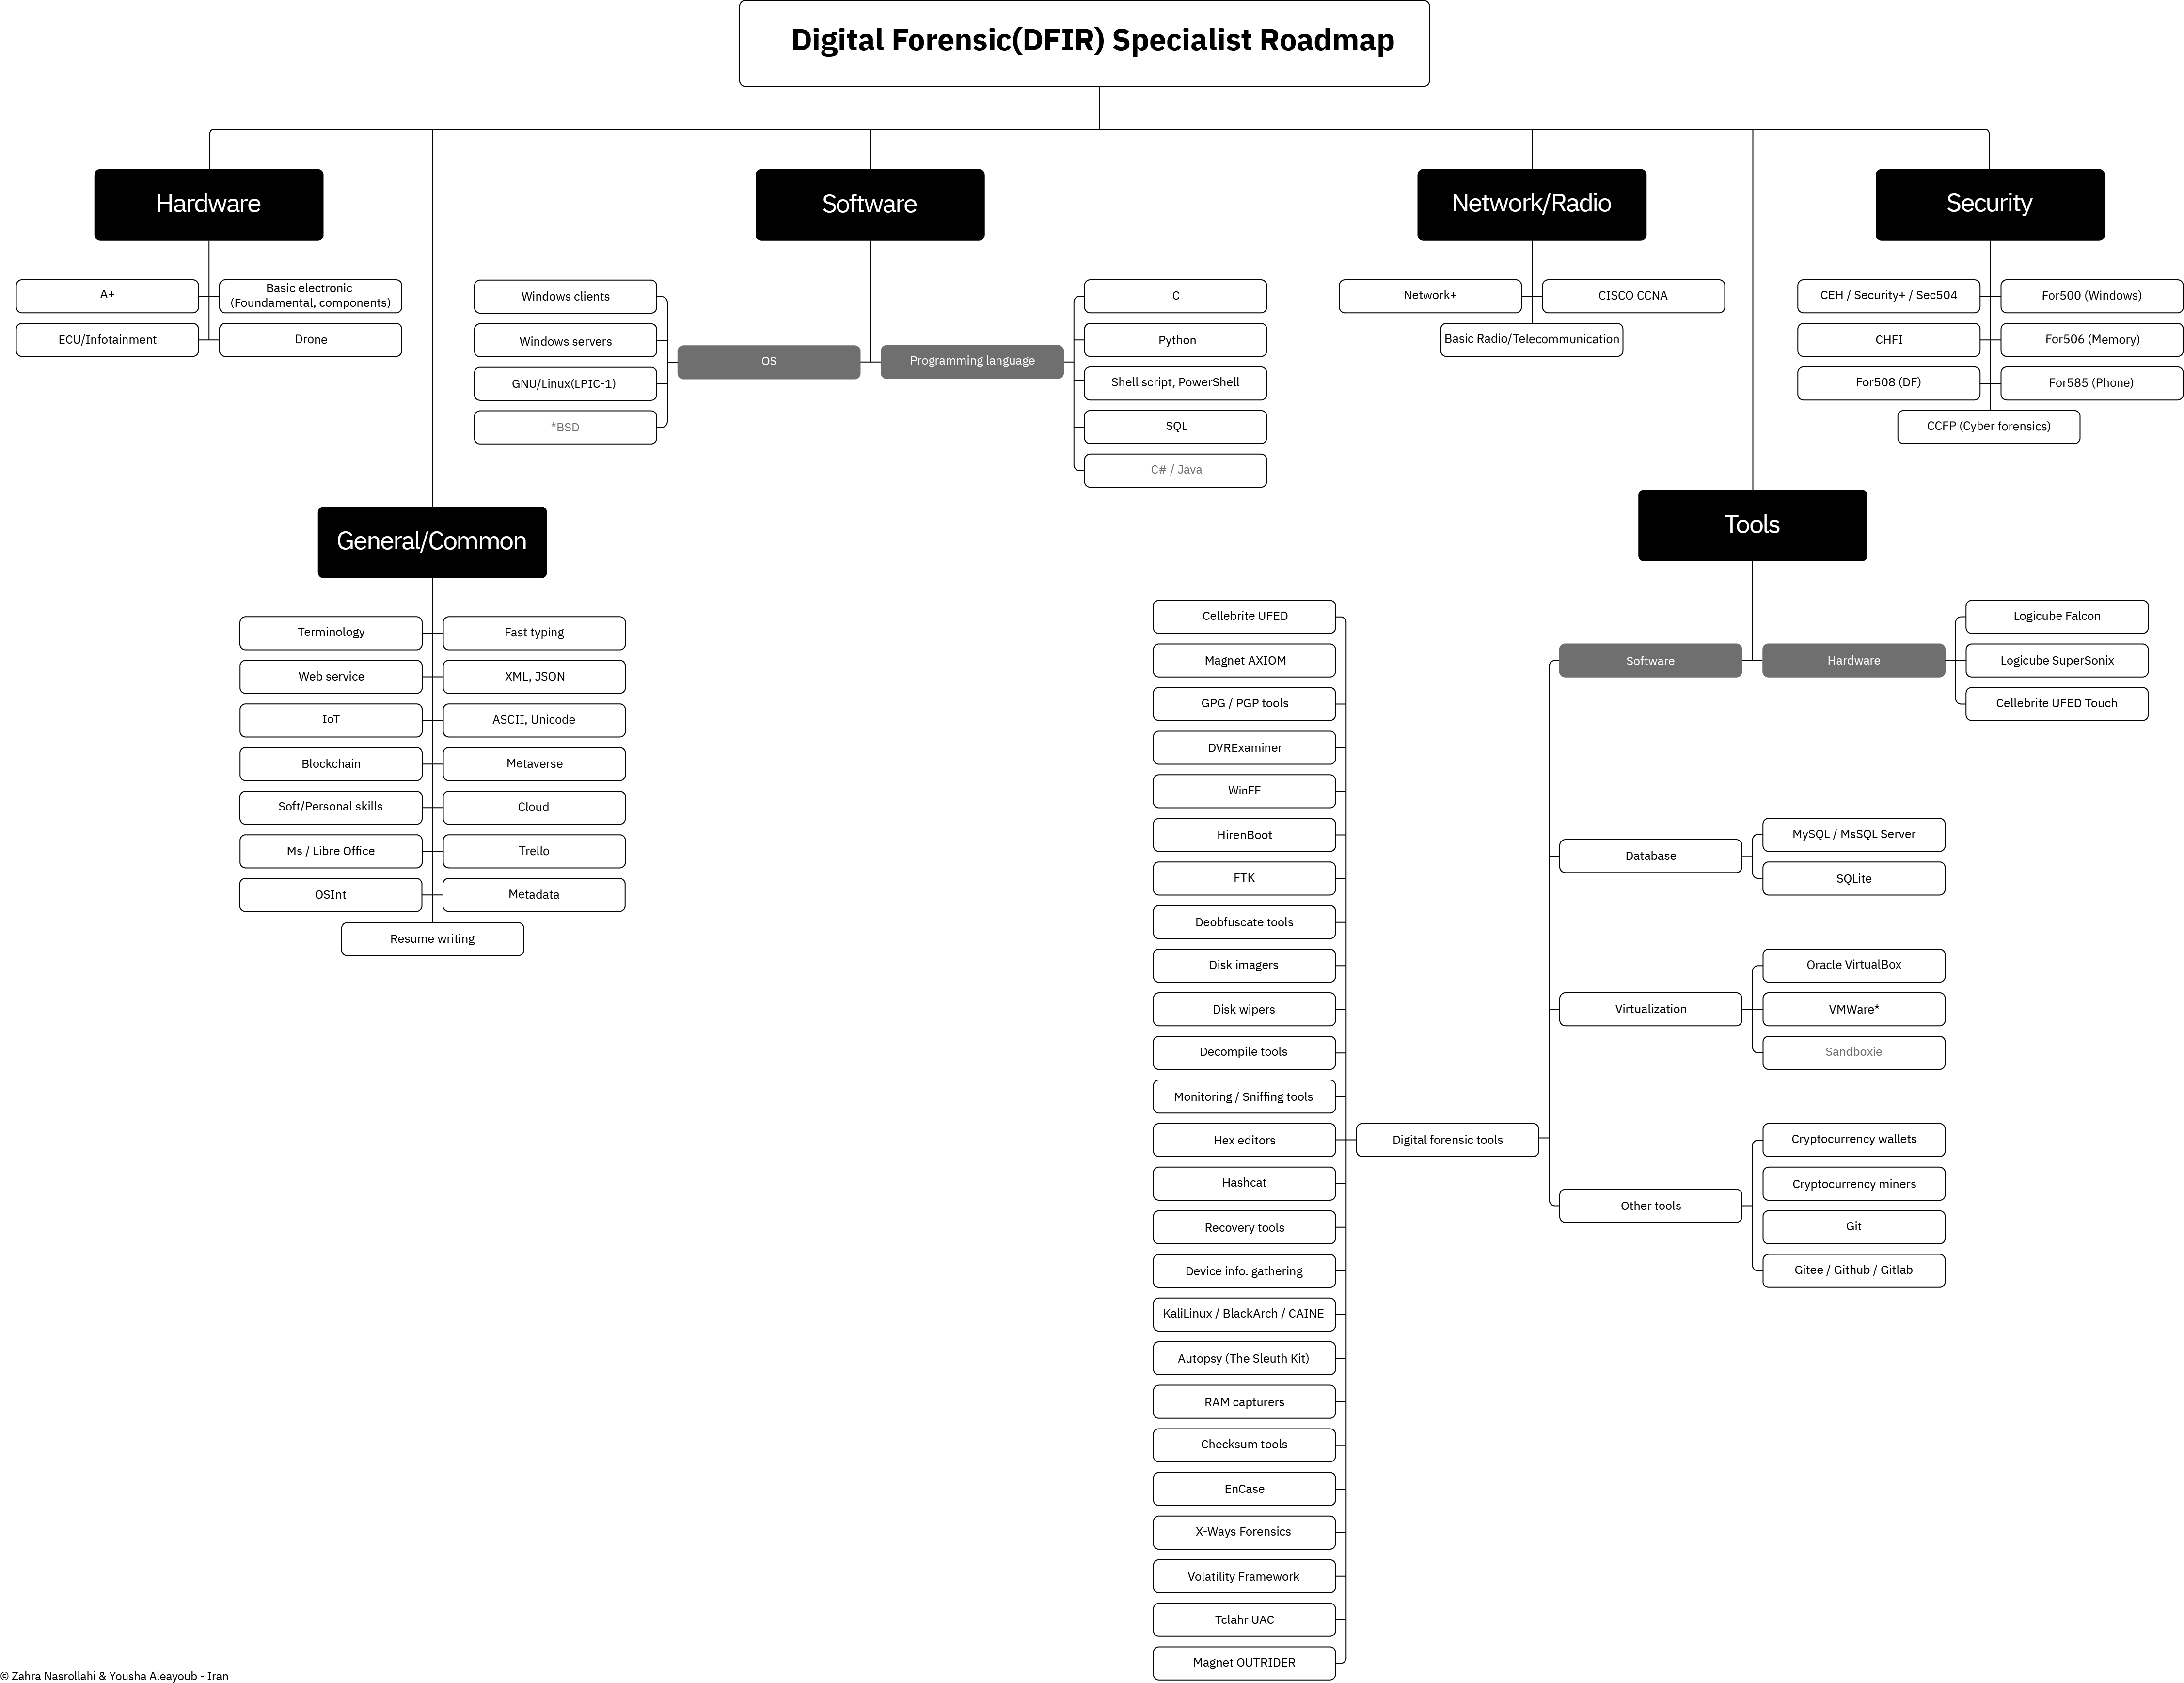 Digital Forensic(DFIR) Specialist Roadmap
Hardware
A+
Basic electronic
(Foundamental, components)
ECU/Infotainment
Drone
General/Common
Terminology
Fast typing
Web service
XML, JSON
IoT
ASCII, Unicode
Blockchain
Metaverse
Soft/Personal skills
Cloud
Ms / Libre Office
Trello
OSInt
Metadata
Resume writing
Software
OS
Windows clients
Windows servers
GNU/Linux(LPIC-1)
*BSD
Programming language
C
Python
Shell script, PowerShell
SQL
C# / Java
Network/Radio
Network+
CISCO CCNA
Basic Radio/Telecommunication
Security
CEH / Security+ / Sec504
For500 (Windows)
CHFI
For506 (Memory)
For508 (DF)
For585 (Phone)
CCFP (Cyber forensics)
Tools
Software
Hardware
Logicube Falcon
Logicube SuperSonix
Cellebrite UFED Touch
Database
MySQL / MsSQL Server
SQLite
Virtualization
Oracle VirtualBox
VMWare*
Sandboxie
Digital forensic tools
Cellebrite UFED
Magnet AXIOM
GPG / PGP tools
DVRExaminer
WinFE
HirenBoot
FTK
Deobfuscate tools
Disk imagers
Disk wipers
Decompile tools
Monitoring / Sniffing tools
Hex editors
Hashcat
Recovery tools
Device info. gathering
KaliLinux / BlackArch / CAINE
Autopsy (The Sleuth Kit)
RAM capturers
Checksum tools
EnCase
X-Ways Forensics
Volatility Framework
Tclahr UAC
Magnet OUTRIDER
Other tools
Cryptocurrency wallets
Cryptocurrency miners
Git
Gitee / Github / Gitlab
© Zahra Nasrollahi & Yousha Aleayoub - Iran